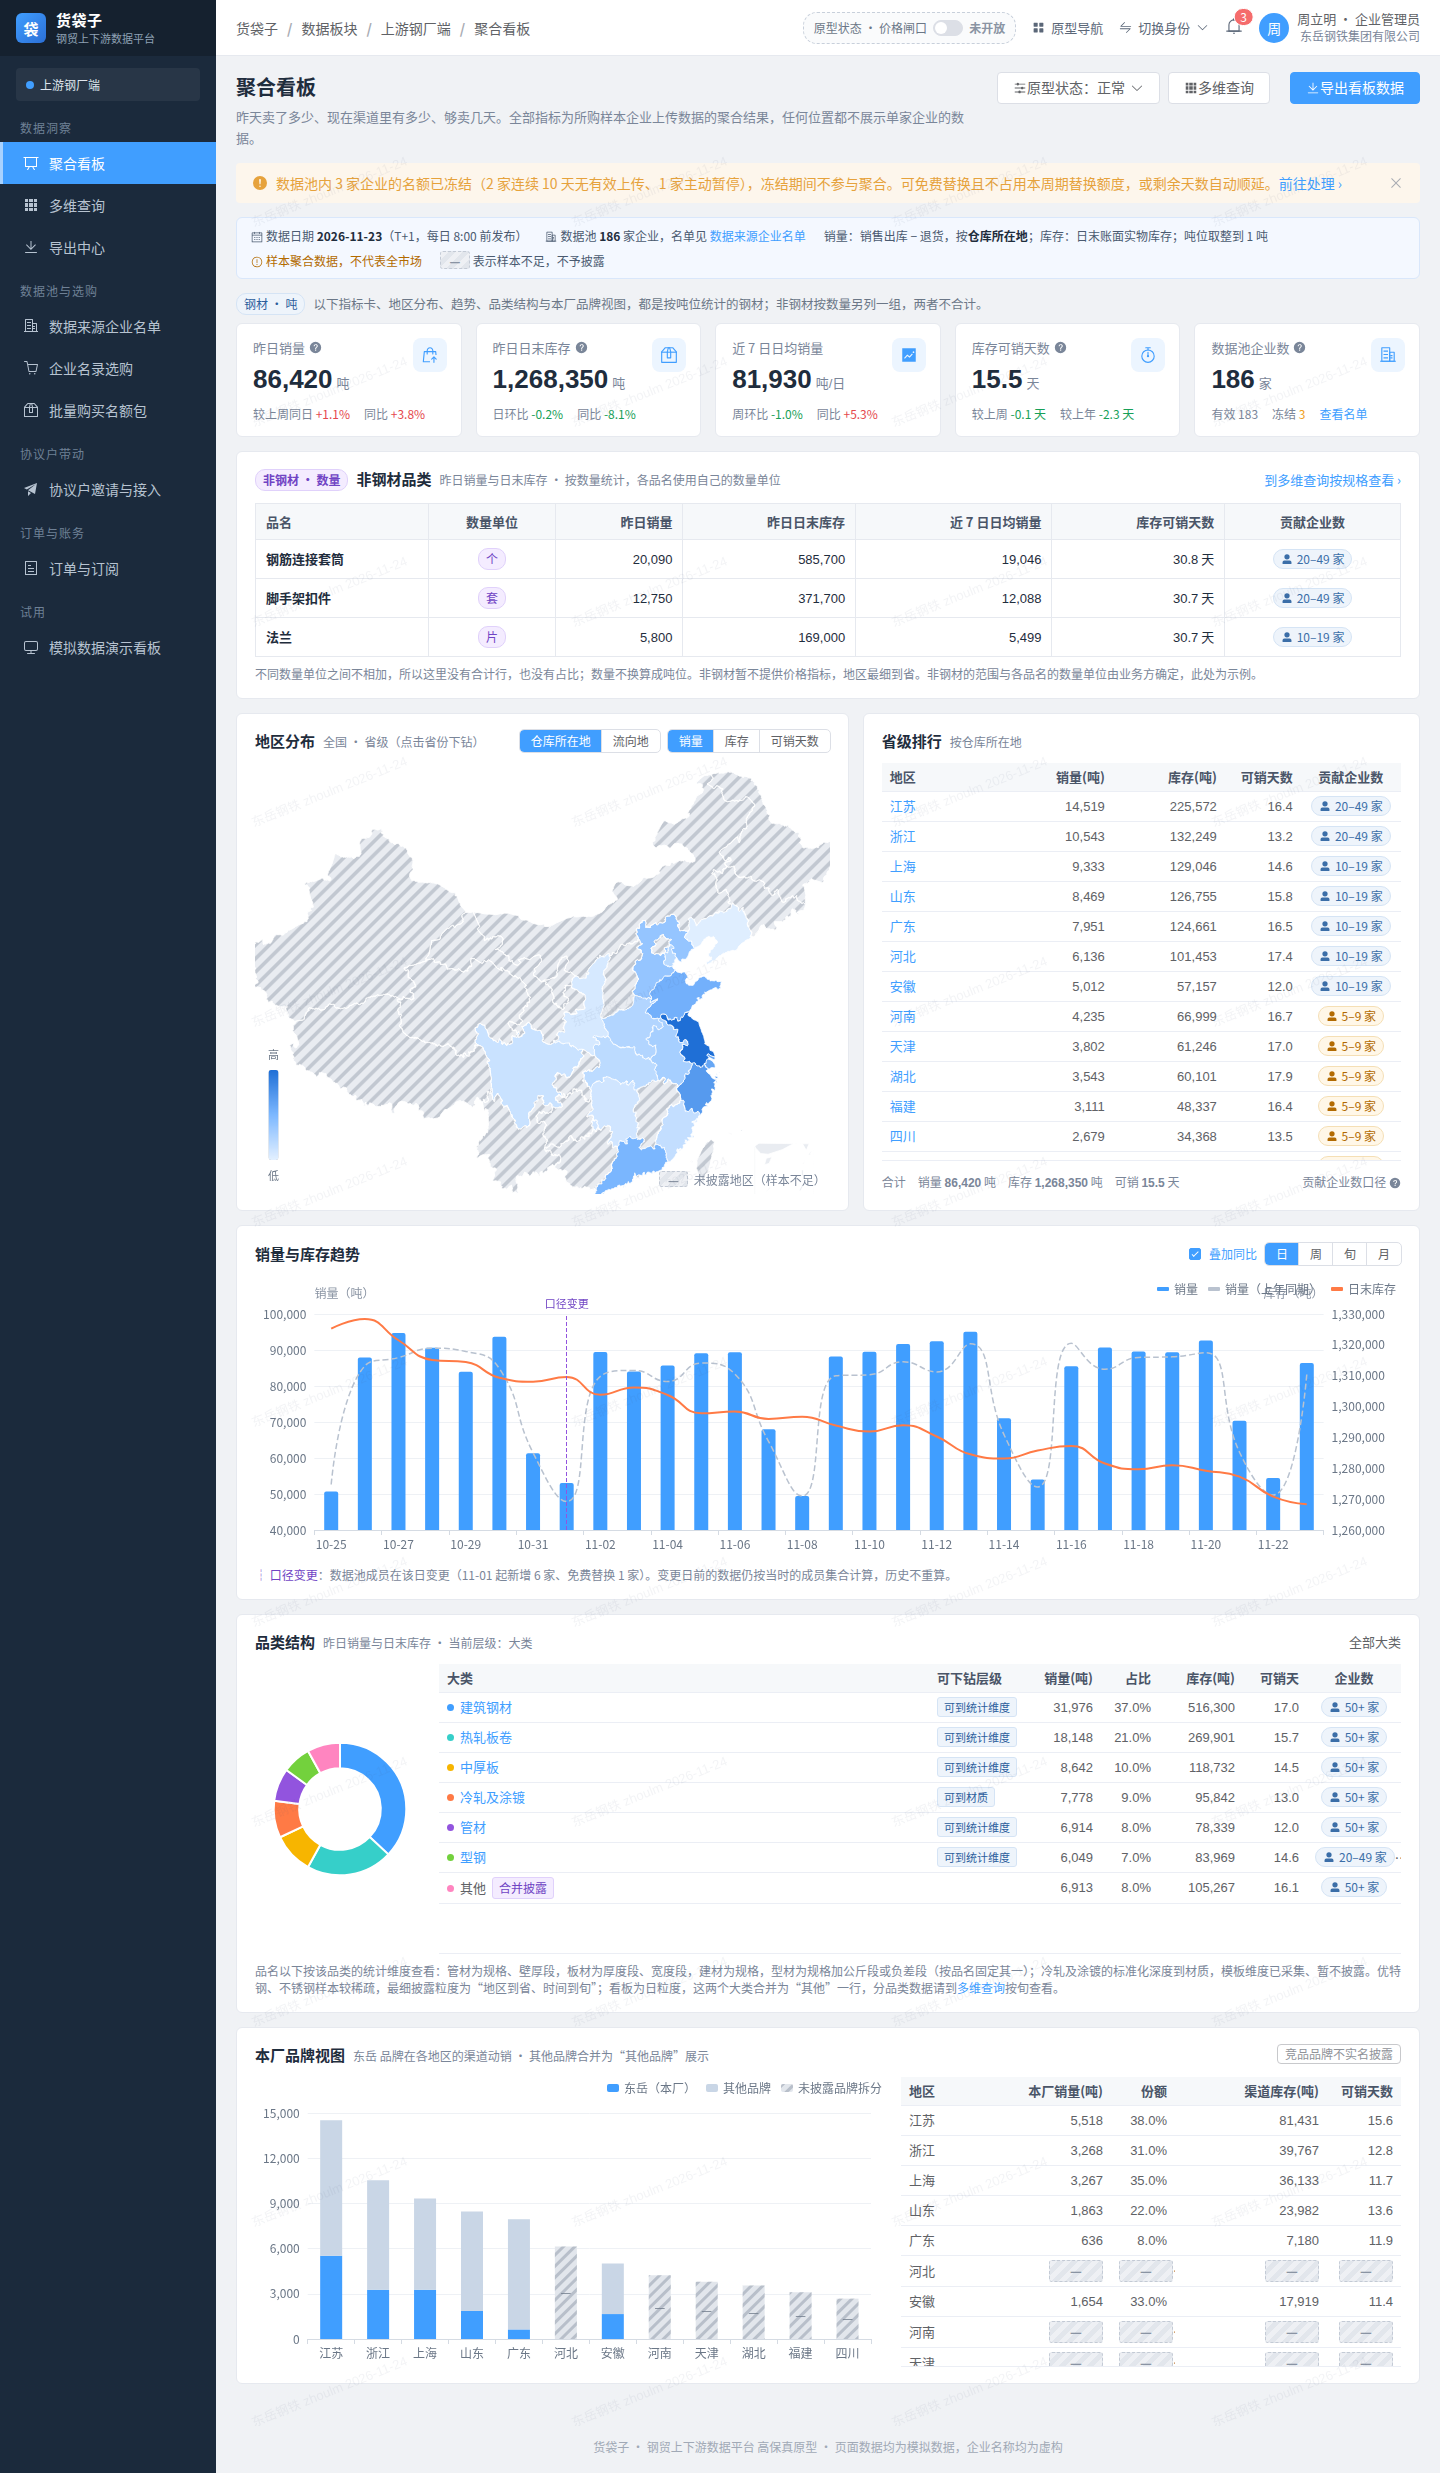 袋
货袋子
钢贸上下游数据平台
上游钢厂端
数据洞察
聚合看板
多维查询
导出中心
数据池与选购
数据来源企业名单
企业名录选购
批量购买名额包
协议户带动
协议户邀请与接入
订单与账务
订单与订阅
试用
模拟数据演示看板
货袋子 / 数据板块 / 上游钢厂端 / 聚合看板
原型状态 · 价格闸口 未开放
原型导航
切换身份
3
周
周立明 · 企业管理员
东岳钢铁集团有限公司
聚合看板
昨天卖了多少、现在渠道里有多少、够卖几天。全部指标为所购样本企业上传数据的聚合结果，任何位置都不展示单家企业的数
据。
原型状态：正常
多维查询
导出看板数据
数据池内 3 家企业的名额已冻结（2 家连续 10 天无有效上传、1 家主动暂停），冻结期间不参与聚合。可免费替换且不占用本周期替换额度，或剩余天数自动顺延。前往处理 ›
数据日期 2026-11-23（T+1，每日 8:00 前发布） 数据池 186 家企业，名单见 数据来源企业名单 销量：销售出库 − 退货，按仓库所在地；库存：日末账面实物库存；吨位取整到 1 吨
样本聚合数据，不代表全市场 — 表示样本不足，不予披露
钢材 · 吨 以下指标卡、地区分布、趋势、品类结构与本厂品牌视图，都是按吨位统计的钢材；非钢材按数量另列一组，两者不合计。
昨日销量
86,420 吨
较上周同日 +1.1% 同比 +3.8%
昨日日末库存
1,268,350 吨
日环比 -0.2% 同比 -8.1%
近 7 日日均销量
81,930 吨/日
周环比 -1.0% 同比 +5.3%
库存可销天数
15.5 天
较上周 -0.1 天 较上年 -2.3 天
数据池企业数
186 家
有效 183 冻结 3 查看名单
非钢材 · 数量 非钢材品类 昨日销量与日末库存 · 按数量统计，各品名使用自己的数量单位 到多维查询按规格查看 ›
品名 数量单位 昨日销量 昨日日末库存 近 7 日日均销量 库存可销天数 贡献企业数
钢筋连接套筒 个 20,090 585,700 19,046 30.8 天 20–49 家
脚手架扣件 套 12,750 371,700 12,088 30.7 天 20–49 家
法兰 片 5,800 169,000 5,499 30.7 天 10–19 家
不同数量单位之间不相加，所以这里没有合计行，也没有占比；数量不换算成吨位。非钢材暂不提供价格指标，地区最细到省。非钢材的范围与各品名的数量单位由业务方确定，此处为示例。
地区分布 全国 · 省级（点击省份下钻） 仓库所在地 流向地 销量 库存 可销天数
高
低
— 未披露地区（样本不足）
省级排行 按仓库所在地
地区 销量(吨) 库存(吨) 可销天数 贡献企业数
江苏 14,519 225,572 16.4 20–49 家
浙江 10,543 132,249 13.2 20–49 家
上海 9,333 129,046 14.6 10–19 家
山东 8,469 126,755 15.8 10–19 家
广东 7,951 124,661 16.5 10–19 家
河北 6,136 101,453 17.4 10–19 家
安徽 5,012 57,157 12.0 10–19 家
河南 4,235 66,999 16.7 5–9 家
天津 3,802 61,246 17.0 5–9 家
湖北 3,543 60,101 17.9 5–9 家
福建 3,111 48,337 16.4 5–9 家
四川 2,679 34,368 13.5 5–9 家
合计 销量 86,420 吨 库存 1,268,350 吨 可销 15.5 天 贡献企业数口径
销量与库存趋势
叠加同比 日 周 旬 月
销量 销量（上年同期） 日末库存
销量（吨）
库存（吨）
口径变更
100,000
90,000
80,000
70,000
60,000
50,000
40,000
1,330,000
1,320,000
1,310,000
1,300,000
1,290,000
1,280,000
1,270,000
1,260,000
10-25 10-27 10-29 10-31 11-02 11-04 11-06 11-08 11-10 11-12 11-14 11-16 11-18 11-20 11-22
口径变更：数据池成员在该日变更（11-01 起新增 6 家、免费替换 1 家）。变更日前的数据仍按当时的成员集合计算，历史不重算。
品类结构 昨日销量与日末库存 · 当前层级：大类 全部大类
大类 可下钻层级 销量(吨) 占比 库存(吨) 可销天 企业数
建筑钢材 可到统计维度 31,976 37.0% 516,300 17.0 50+ 家
热轧板卷 可到统计维度 18,148 21.0% 269,901 15.7 50+ 家
中厚板 可到统计维度 8,642 10.0% 118,732 14.5 50+ 家
冷轧及涂镀 可到材质 7,778 9.0% 95,842 13.0 50+ 家
管材 可到统计维度 6,914 8.0% 78,339 12.0 50+ 家
型钢 可到统计维度 6,049 7.0% 83,969 14.6 20–49 家
其他 合并披露 6,913 8.0% 105,267 16.1 50+ 家
品名以下按该品类的统计维度查看：管材为规格、壁厚段，板材为厚度段、宽度段，建材为规格，型材为规格加公斤段或负差段（按品名固定其一）；冷轧及涂镀的标准化深度到材质，模板维度已采集、暂不披露。优特
钢、不锈钢样本较稀疏，最细披露粒度为“地区到省、时间到旬”；看板为日粒度，这两个大类合并为“其他”一行，分品类数据请到多维查询按旬查看。
本厂品牌视图 东岳 品牌在各地区的渠道动销 · 其他品牌合并为“其他品牌”展示 竞品品牌不实名披露
东岳（本厂） 其他品牌 未披露品牌拆分
15,000
12,000
9,000
6,000
3,000
0
江苏 浙江 上海 山东 广东 河北 安徽 河南 天津 湖北 福建 四川
地区 本厂销量(吨) 份额 渠道库存(吨) 可销天数
江苏 5,518 38.0% 81,431 15.6
浙江 3,268 31.0% 39,767 12.8
上海 3,267 35.0% 36,133 11.7
山东 1,863 22.0% 23,982 13.6
广东 636 8.0% 7,180 11.9
河北 — — — —
安徽 1,654 33.0% 17,919 11.4
河南 — — — —
天津 — — — —
货袋子 · 钢贸上下游数据平台 高保真原型 · 页面数据均为模拟数据，企业名称均为虚构
东岳钢铁 zhoulm 2026-11-24